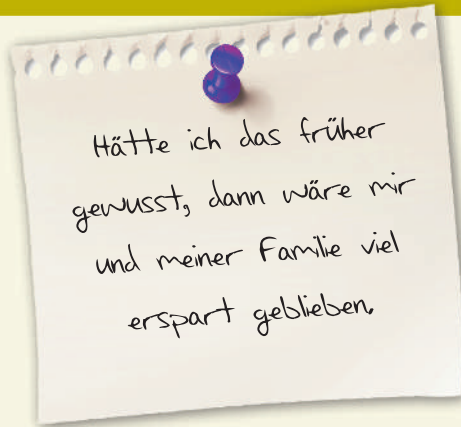 Hätte ich das früher
gewusst, dann wäre mir
und meiner Familie viel
erspart geblieben.